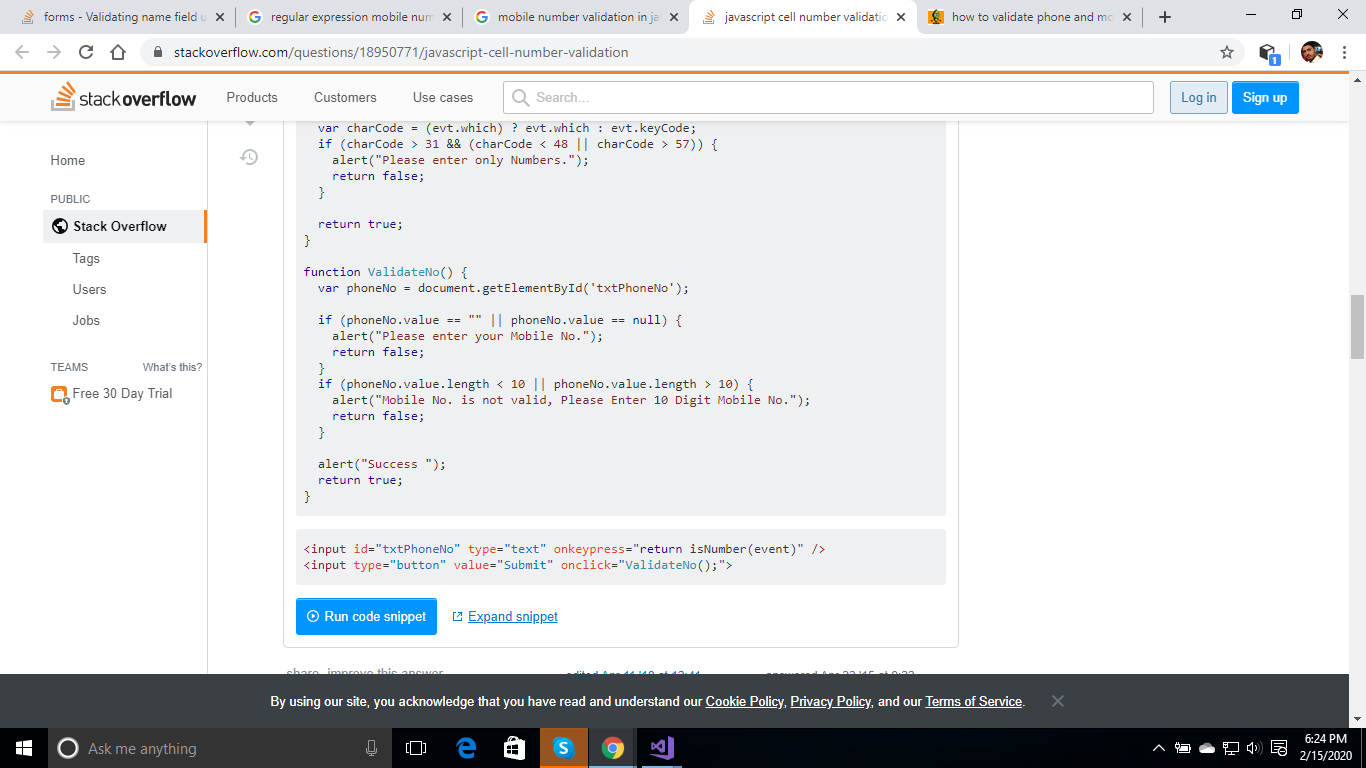 forms - Validating name field u
regular expression mobile num
mobile number validation in ja
javascript cell number validatio
how to validate phone and mo
stackoverflow.com/questions/18950771/javascript-cell-number-validation
1
stackoverflow
Products
Customers
Use cases
Search...
Log in
Sign up
Home
PUBLIC
Stack Overflow
Tags
Users
Jobs
TEAMS
What's this?
Free 30 Day Trial
var charCode = (evt.which) ? evt.which : evt.keyCode;
if (charCode > 31 && (charCode < 48 || charCode > 57)) {
alert("Please enter only Numbers.");
return false;
}
return true;
}
function ValidateNo() {
var phoneNo = document.getElementById('txtPhoneNo');
if (phoneNo.value == "" || phoneNo.value == null) {
alert("Please enter your Mobile No.");
return false;
}
if (phoneNo.value.length < 10 || phoneNo.value.length > 10) {
alert("Mobile No. is not valid, Please Enter 10 Digit Mobile No.");
return false;
}
alert("Success ");
return true;
}
<input id="txtPhoneNo" type="text" onkeypress="return isNumber(event)" />
<input type="button" value="Submit" onclick="ValidateNo();">
Run code snippet
Expand snippet
share improve this answer
By using our site, you acknowledge that you have read and understand our Cookie Policy, Privacy Policy, and our Terms of Service.
Ask me anything
6:24 PM
2/15/2020